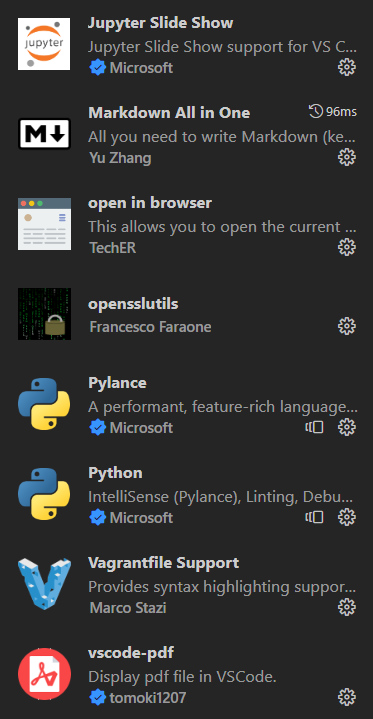 Jupyter Slide Show
Jupyter Slide Show support for VS C...
jupyter
Microsoft
Markdown All in One 96ms
All you need to write Markdown (ke...
M
Yu Zhang
open in browser
This allows you to open the current ...
TechER
opensslutils
Francesco Faraone
Pylance
A performant, feature-rich language...
Microsoft
Python
IntelliSense (Pylance), Linting, Debu...
Microsoft
Vagrantfile Support
Provides syntax highlighting suppor...
Marco Stazi
vscode-pdf
Display pdf file in VSCode.
tomoki1207